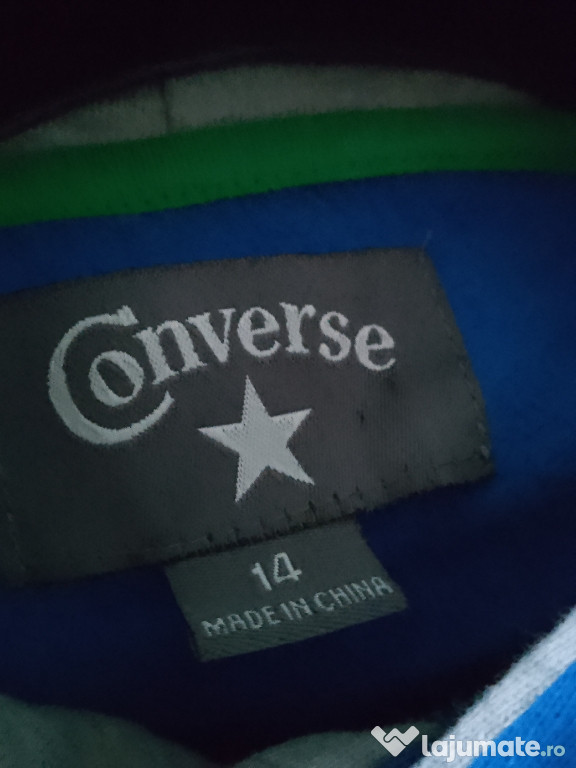 Converse
14
MADE IN CHINA
lajumate.ro